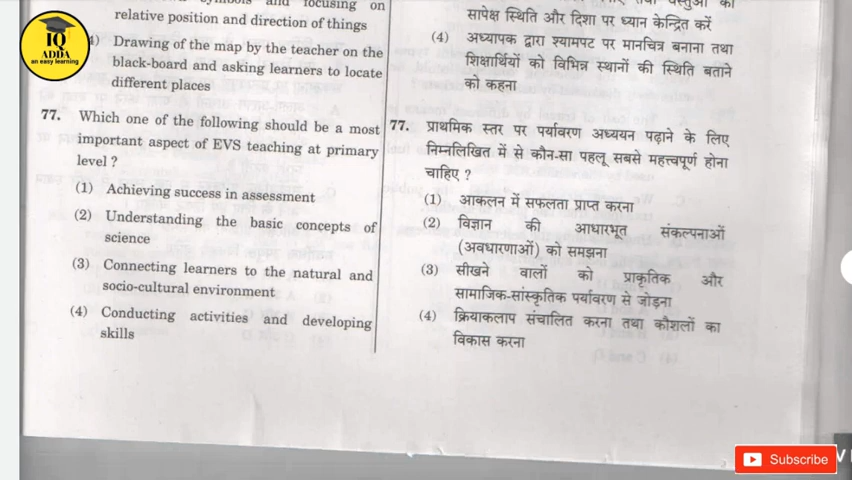 IQ
ADDA
an easy learning
and focusing on
relative position and direction of things
Drawing of the map by the teacher on the
black-board and asking learners to locate
different places
77. Which one of the following should be a most
important aspect of EVS teaching at primary
level ?
(1) Achieving success in assessment
(2) Understanding the basic concepts of
science
(3) Connecting learners to the natural and
socio-cultural environment
(4) Conducting activities and developing
skills
सापेक्ष स्थिति और दिशा पर ध्यान केन्द्रित करें
(4) अध्यापक द्वारा श्यामपट पर मानचित्र बनाना तथा
शिक्षार्थियों को विभिन्न स्थानों की स्थिति बताने
को कहना
77. प्राथमिक स्तर पर पर्यावरण अध्ययन पढ़ाने के लिए
निम्नलिखित में से कौन-सा पहलू सबसे महत्त्वपूर्ण होना
चाहिए ?
(1) आकलन में सफलता प्राप्त करना
(2) विज्ञान की आधारभूत संकल्पनाओं
(अवधारणाओं) को समझना
(3) सीखने वालों को प्राकृतिक और
सामाजिक-सांस्कृतिक पर्यावरण से जोड़ना
(4) क्रियाकलाप संचालित करना तथा कौशलों का
विकास करना
Subscribe